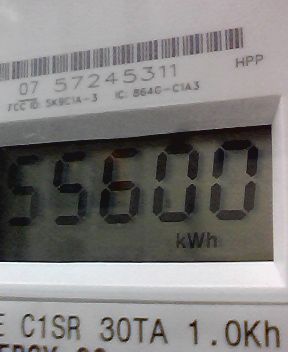 HPP
07 57245311
FCC ID: SK9C1A-3 IC: 864G-C1A3
55600
kWh
E C1SR 30TA 1.0Kh